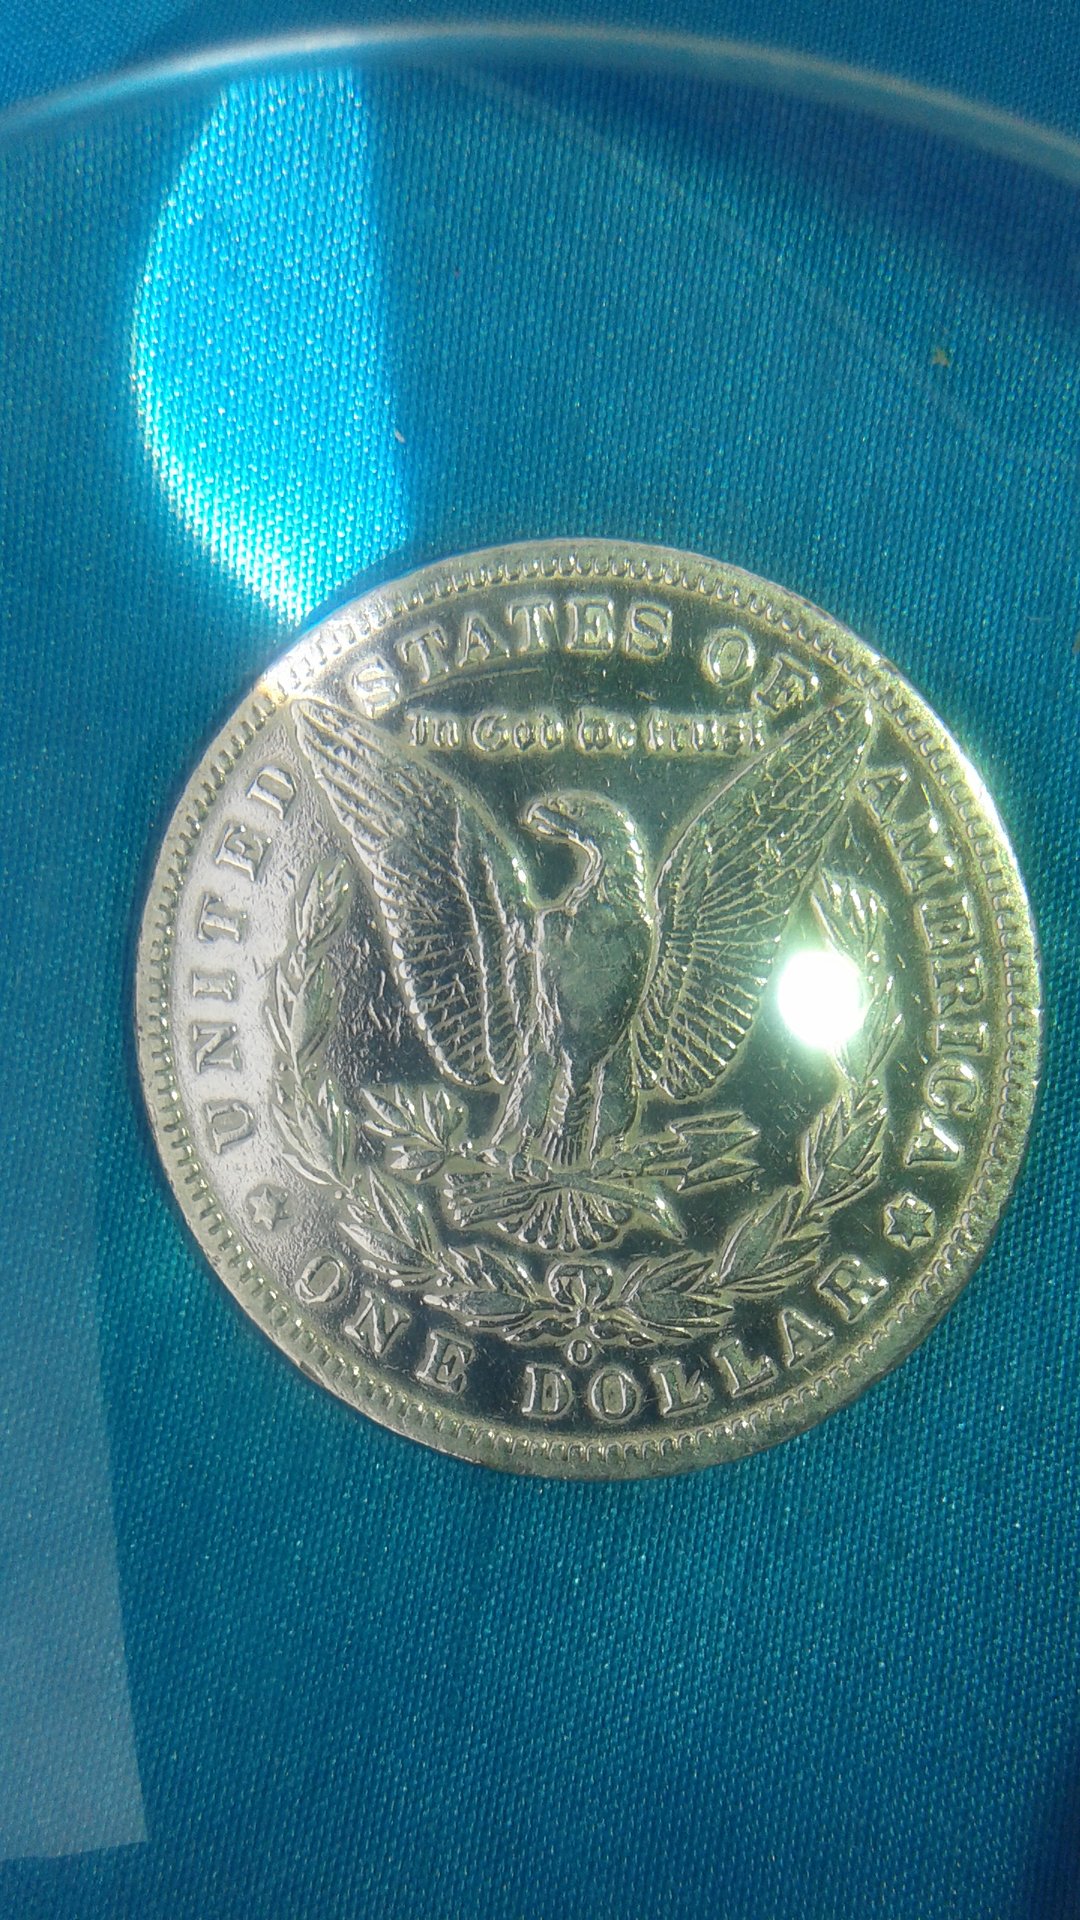 UNITED STATES OF AMERICA
In God we trust
O
ONE DOLLAR